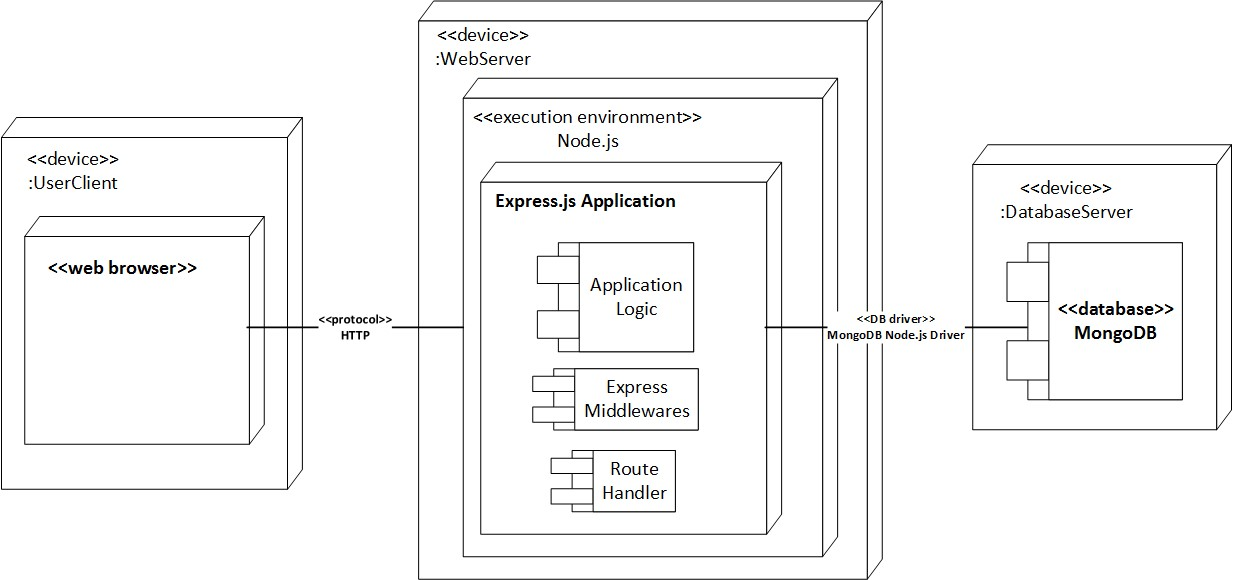 <<device>>
:UserClient
<<web browser>>
<<protocol>>
HTTP
<<device>>
:WebServer
<<execution environment>>
Node.js
Express.js Application
Application
Logic
Express
Middlewares
Route
Handler
<<DB driver>>
MongoDB Node.js Driver
<<device>>
:DatabaseServer
<<database>>
MongoDB